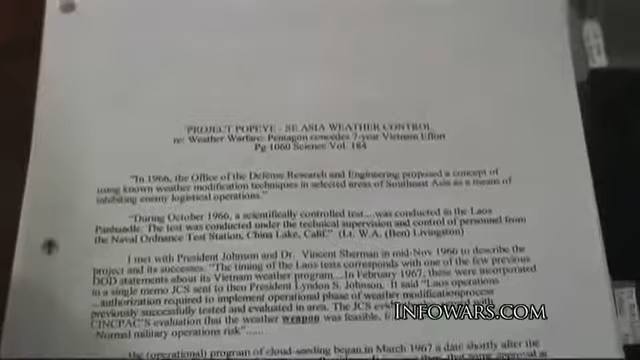 PROJECT POPEYE - SE ASIA WEATHER CONTROL
re: Weather Warfare: Pentagon concedes 7-year Vietnam Effort
Pg 1060 Science Vol. 184
"In 1966, the Office of the Defense Research and Engineering proposed a concept of
using known weather modification techniques in selected areas of Southeast Asia as a means of
inhibiting enemy logistical operations."
"During October 1966, a scientifically controlled test....was conducted in the Laos
Panhandle. The test was conducted under the technical supervision and control of personnel from
the Naval Ordnance Test Station, China Lake, Calif." (Lt. W.A. (Ben) Livingston)
I met with President Johnson and Dr. Vincent Sherman in mid-Nov 1966 to describe the
project and its successes. "The timing of the Laos tests corresponds with one of the few previous
DOD statements about its Vietnam weather program....In February 1967, these were incorporated
in a single memo JCS sent to then President Lyndon S. Johnson. It said "Laos operations
...authorization required to implement operational phase of weather modification process
previously successfully tested and evaluated in area. The JCS with
CINCPAC's evaluation that the weather weapon was feasible,
Normal military operations risk"......
the (operational) program of cloud-seeding began in March 1967 a date shortly after the
INFOWARS.COM